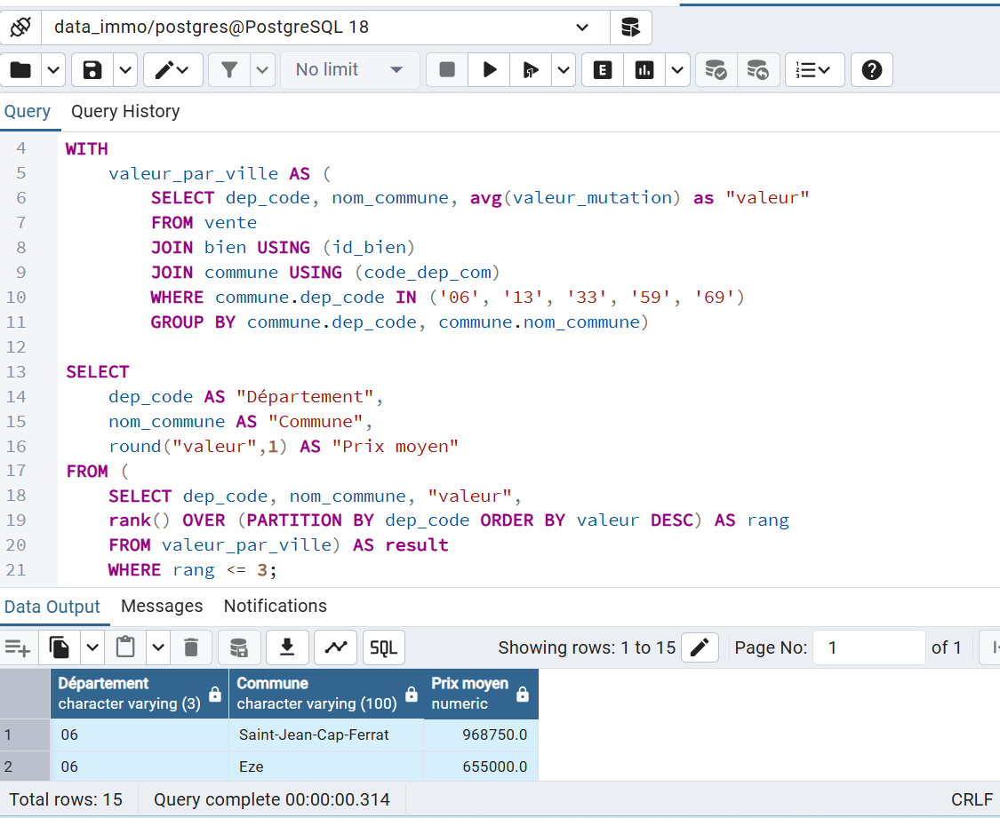 data_immo/postgres@PostgreSQL 18
No limit
E
Query Query History
4 WITH
5 valeur_par_ville AS (
6 SELECT dep_code, nom_commune, avg(valeur_mutation) as "valeur"
7 FROM vente
8 JOIN bien USING (id_bien)
9 JOIN commune USING (code_dep_com)
10 WHERE commune.dep_code IN ('06', '13', '33', '59', '69')
11 GROUP BY commune.dep_code, commune.nom_commune)
12
13 SELECT
14 dep_code AS "Département",
15 nom_commune AS "Commune",
16 round("valeur",1) AS "Prix moyen"
17 FROM (
18 SELECT dep_code, nom_commune, "valeur",
19 rank() OVER (PARTITION BY dep_code ORDER BY valeur DESC) AS rang
20 FROM valeur_par_ville) AS result
21 WHERE rang <= 3;
Data Output Messages Notifications
SQL Showing rows: 1 to 15 Page No: 1 of 1
Département Commune Prix moyen
character varying (3) character varying (100) numeric
1 06 Saint-Jean-Cap-Ferrat 968750.0
2 06 Eze 655000.0
Total rows: 15 Query complete 00:00:00.314 CRLF